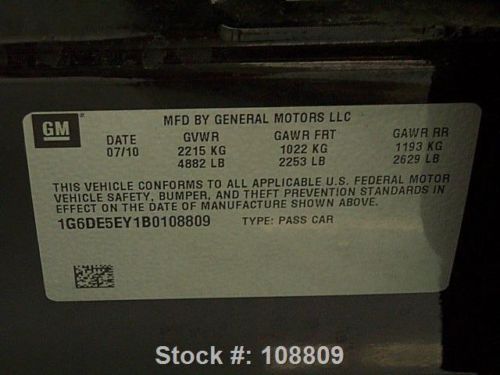 GM
MFD BY GENERAL MOTORS LLC
DATE GVWR GAWR FRT GAWR RR
07/10 2215 KG 1022 KG 1193 KG
4882 LB 2253 LB 2629 LB
THIS VEHICLE CONFORMS TO ALL APPLICABLE U.S. FEDERAL MOTOR
VEHICLE SAFETY, BUMPER, AND THEFT PREVENTION STANDARDS IN
EFFECT ON THE DATE OF MANUFACTURE SHOWN ABOVE.
1G6DE5EY1B0108809 TYPE: PASS CAR
Stock #: 108809